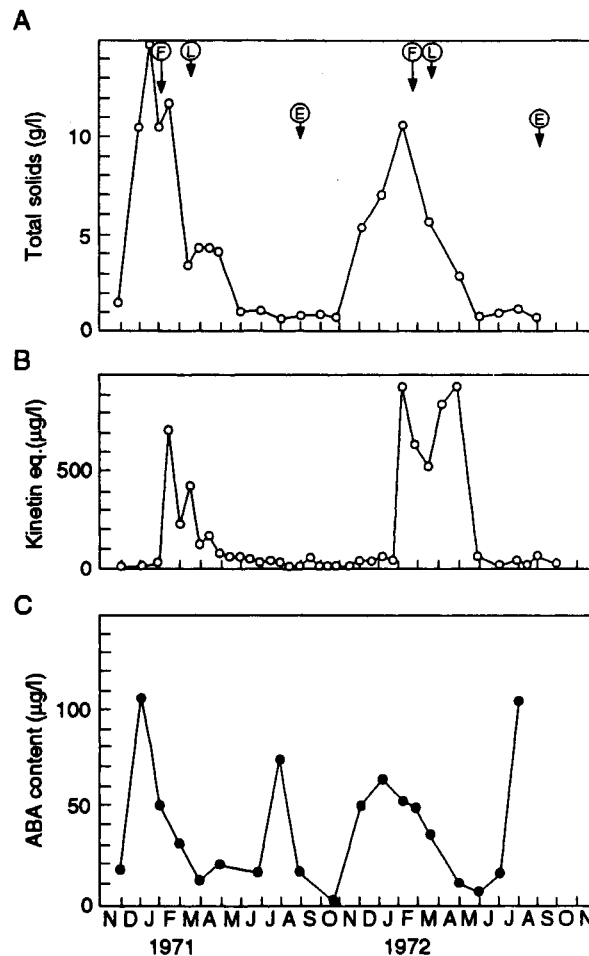 A
F L F L
E E
Total solids (g/l)
10
5
0
B
Kinetin eq.(μg/l)
500
0
C
ABA content (μg/l)
100
50
0
N D J F M A M J J A S O N D J F M A M J J A S O N
1971 1972